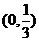 (0, 1/3)